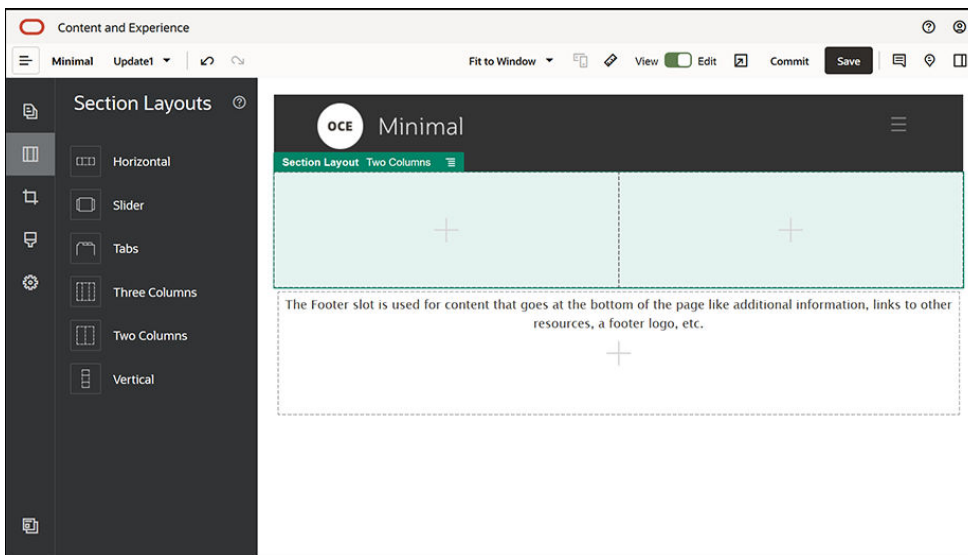 Content and Experience
Minimal Update1 Fit to Window View Edit Commit Save
Section Layouts
Horizontal
Slider
Tabs
Three Columns
Two Columns
Vertical
OCE Minimal
Section Layout Two Columns
The Footer slot is used for content that goes at the bottom of the page like additional information, links to other
resources, a footer logo, etc.